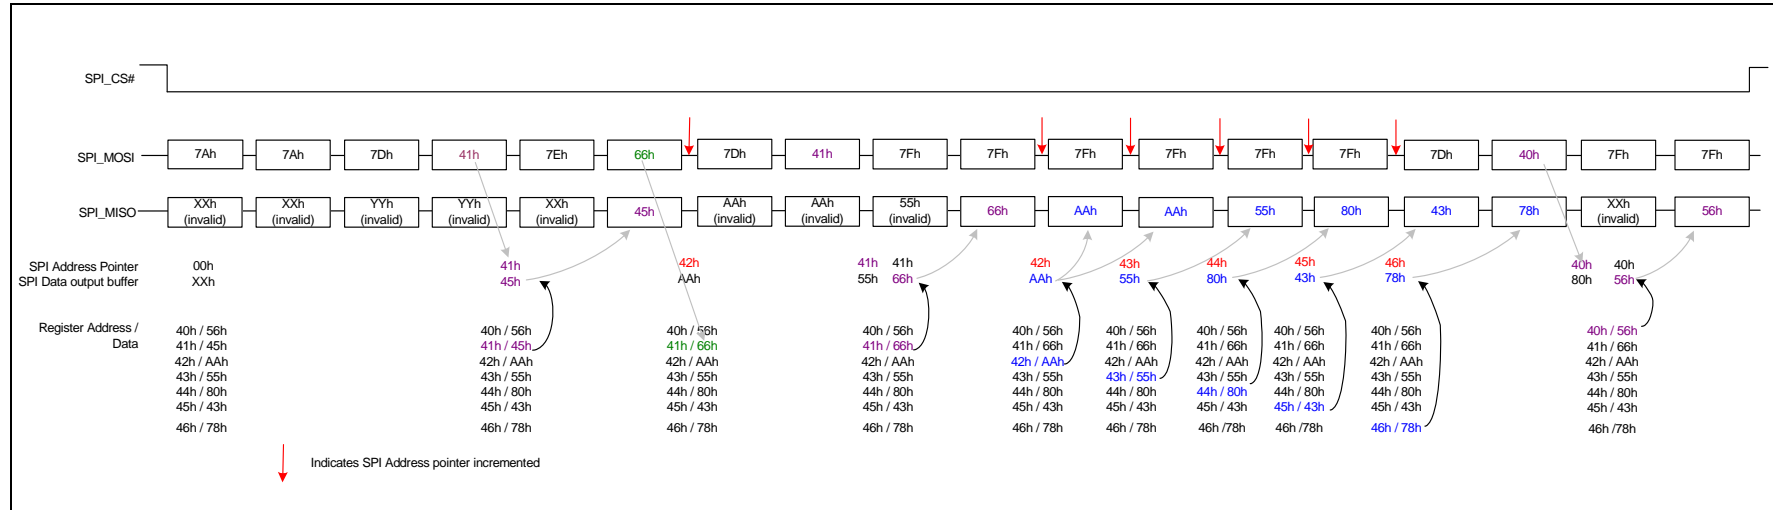 SPI_CS#
SPI_MOSI
7Ah 7Ah 7Dh 41h 7Eh 66h 7Dh 41h 7Fh 7Fh 7Fh 7Fh 7Fh 7Fh 7Dh 40h 7Fh 7Fh
SPI_MISO
XXh (invalid) XXh (invalid) YYh (invalid) YYh (invalid) XXh (invalid) 45h AAh (invalid) AAh (invalid) 55h (invalid) 66h AAh AAh 55h 80h 43h 78h XXh (invalid) 56h
SPI Address Pointer 00h 41h 42h 41h 41h 42h 43h 44h 45h 46h 40h 40h
SPI Data output buffer XXh 45h AAh 55h 66h AAh 55h 80h 43h 78h 80h 56h
Register Address /
Data
40h / 56h 40h / 56h 40h / 56h 40h / 56h 40h / 56h 40h / 56h 40h / 56h 40h / 56h 40h / 56h 40h / 56h
41h / 45h 41h / 45h 41h / 66h 41h / 66h 41h / 66h 41h / 66h 41h / 66h 41h / 66h 41h / 66h 41h / 66h
42h / AAh 42h / AAh 42h / AAh 42h / AAh 42h / AAh 42h / AAh 42h / AAh 42h / AAh 42h / AAh 42h / AAh
43h / 55h 43h / 55h 43h / 55h 43h / 55h 43h / 55h 43h / 55h 43h / 55h 43h / 55h 43h / 55h 43h / 55h
44h / 80h 44h / 80h 44h / 80h 44h / 80h 44h / 80h 44h / 80h 44h / 80h 44h / 80h 44h / 80h 44h / 80h
45h / 43h 45h / 43h 45h / 43h 45h / 43h 45h / 43h 45h / 43h 45h / 43h 45h / 43h 45h / 43h 45h / 43h
46h / 78h 46h / 78h 46h / 78h 46h / 78h 46h / 78h 46h / 78h 46h /78h 46h /78h 46h / 78h 46h /78h
Indicates SPI Address pointer incremented